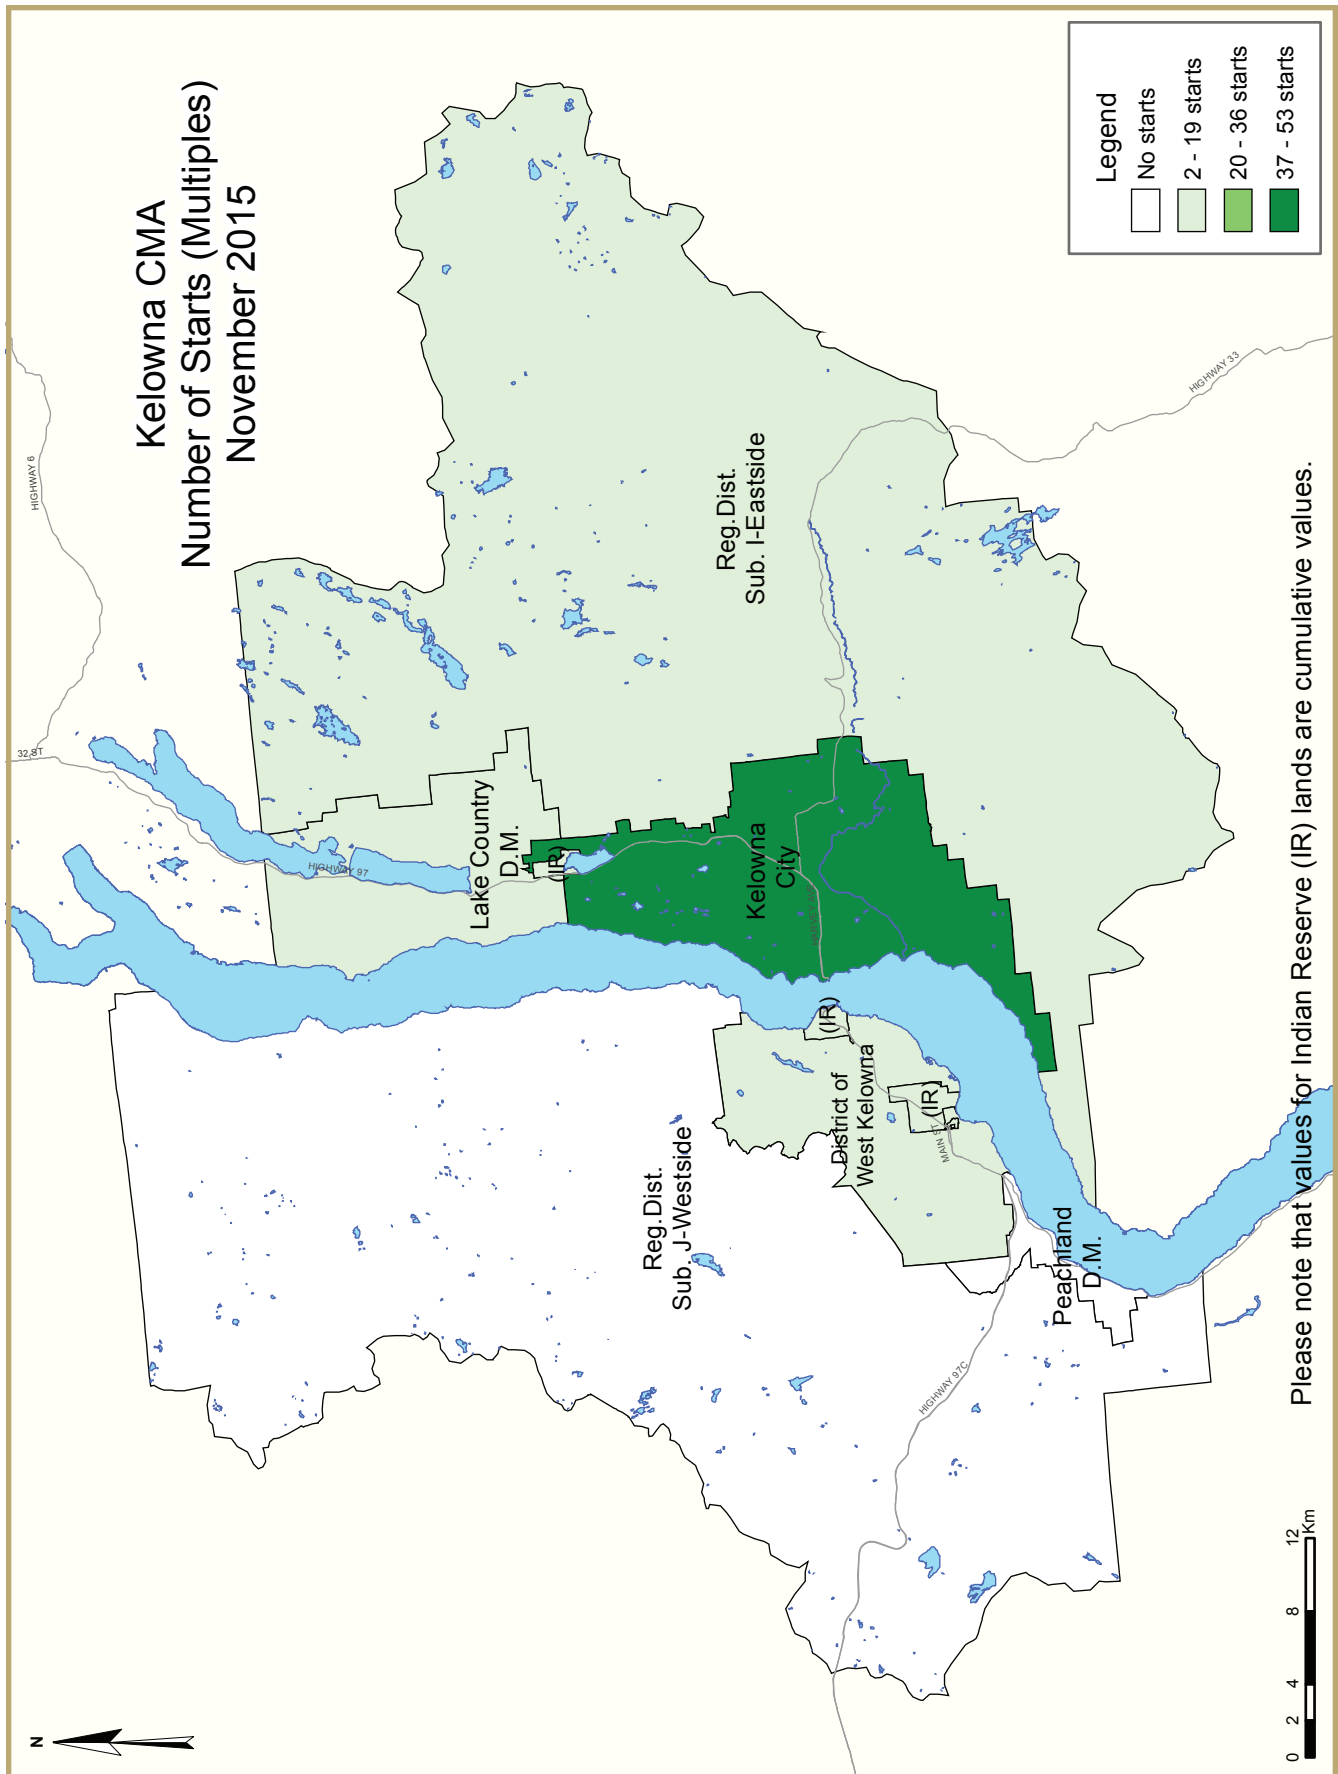 Kelowna CMA
Number of Starts (Multiples)
November 2015
N
HIGHWAY 6
32 ST
HIGHWAY 97
Lake Country
D.M.
(IR)
Kelowna
City
Reg.Dist.
Sub. I-Eastside
HIGHWAY 33
Reg.Dist.
Sub. J-Westside
(IR)
District of
West Kelowna
(IR)
MAIN ST
Peachland
D.M.
HIGHWAY 97C
Legend
No starts
2 - 19 starts
20 - 36 starts
37 - 53 starts
0 2 4 8 12
Km
Please note that values for Indian Reserve (IR) lands are cumulative values.